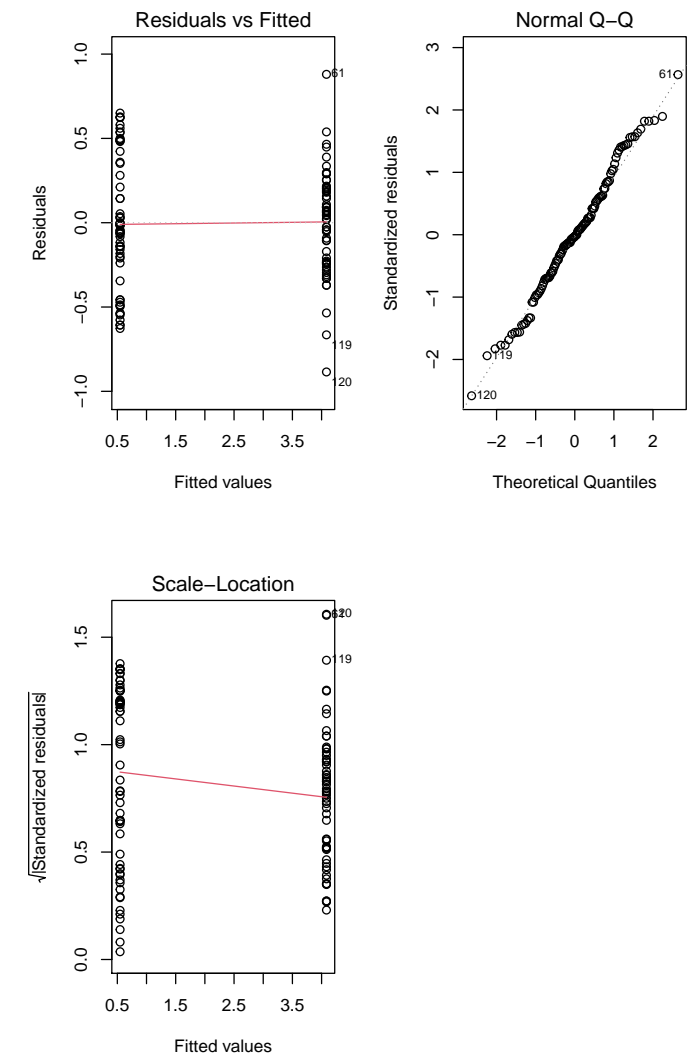 Residuals vs Fitted
Residuals
1.0
0.5
0.0
−0.5
−1.0
61
119
120
0.5 1.5 2.5 3.5
Fitted values
Normal Q−Q
Standardized residuals
3
2
1
0
−1
−2
61
119
120
−2 −1 0 1 2
Theoretical Quantiles
Scale−Location
√|Standardized residuals|
1.5
1.0
0.5
0.0
119
0.5 1.5 2.5 3.5
Fitted values